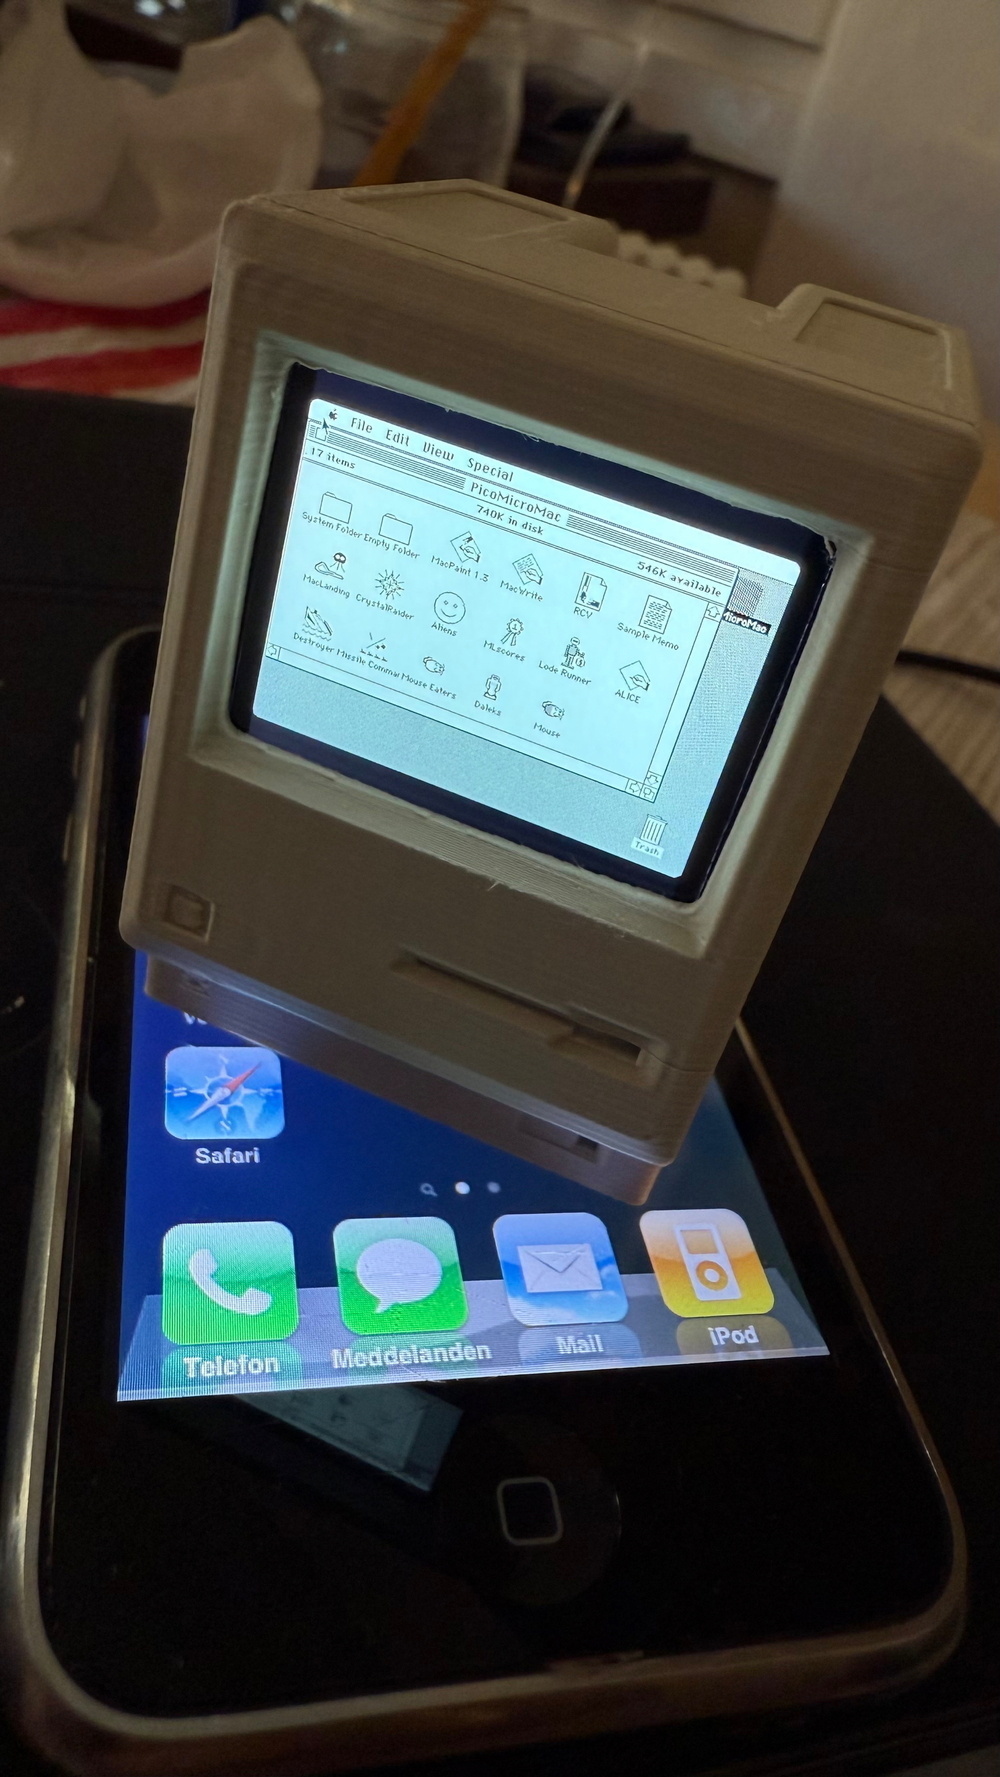 File Edit View Special
PicoMicroMac
17 items 740K in disk 546K available
System Folder Empty Folder MacPaint 1.3 MacWrite RCV Sample Memo
MacLanding CrystalRaider Aliens MLscores Lode Runner ALICE
Destroyer Missile Comman Mouse Eaters Daleks Mouse
icroMac
Trash
Safari
Telefon Meddelanden Mail iPod